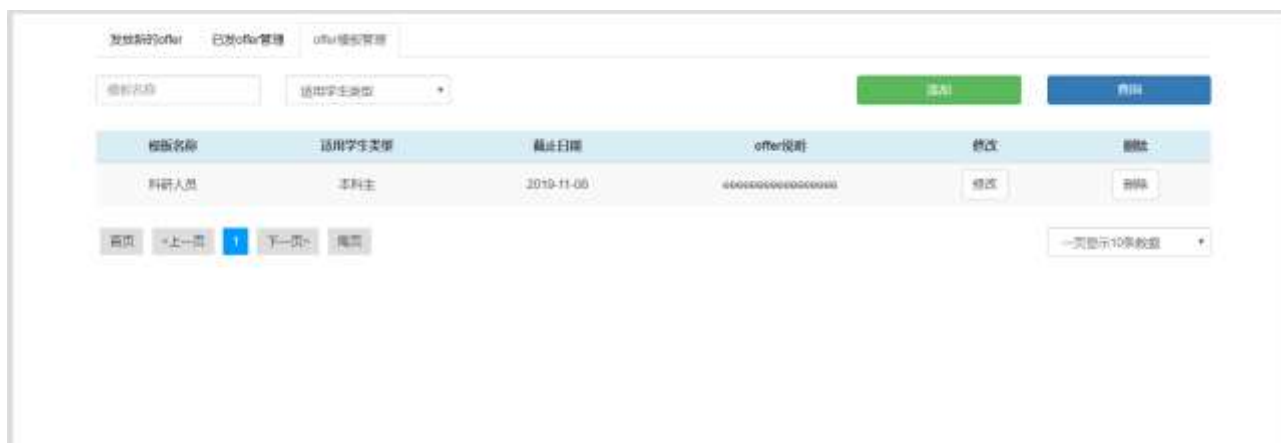 发放新的offer 已发offer管理 offer模板管理
模板名称 适用学生类型 添加 查询
模板名称 适用学生类型 截止日期 offer说明 修改 删除
科研人员 本科生 2019-11-06 修改 删除
首页 <上一页 1 下一页> 尾页 一页显示10条数据